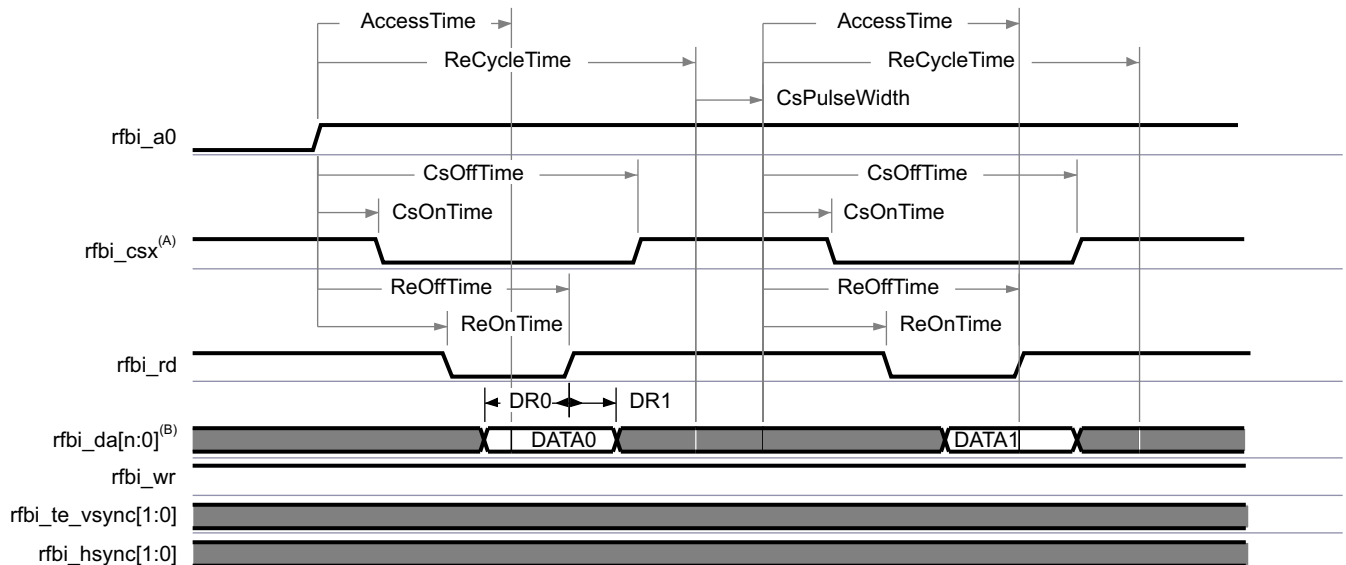 AccessTime AccessTime
ReCycleTime ReCycleTime
CsPulseWidth
rfbi_a0
CsOffTime CsOffTime
CsOnTime CsOnTime
rfbi_csx(A)
ReOffTime ReOffTime
ReOnTime ReOnTime
rfbi_rd
DR0 DR1
rfbi_da[n:0](B) DATA0 DATA1
rfbi_wr
rfbi_te_vsync[1:0]
rfbi_hsync[1:0]